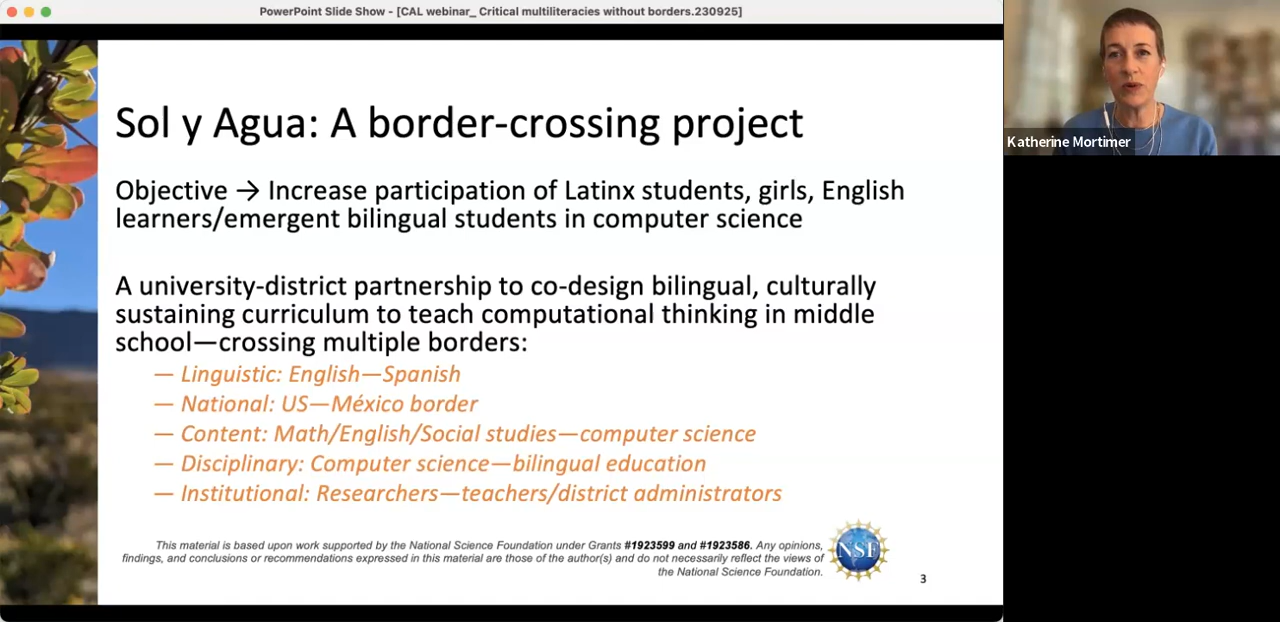 PowerPoint Slide Show - [CAL webinar_ Critical multiliteracies without borders.230925]
Sol y Agua: A border-crossing project
Objective → Increase participation of Latinx students, girls, English
learners/emergent bilingual students in computer science
A university-district partnership to co-design bilingual, culturally
sustaining curriculum to teach computational thinking in middle
school—crossing multiple borders:
— Linguistic: English—Spanish
— National: US—México border
— Content: Math/English/Social studies—computer science
— Disciplinary: Computer science—bilingual education
— Institutional: Researchers—teachers/district administrators
This material is based upon work supported by the National Science Foundation under Grants #1923599 and #1923586. Any opinions,
findings, and conclusions or recommendations expressed in this material are those of the author(s) and do not necessarily reflect the views of
the National Science Foundation.
NSF
3
Katherine Mortimer